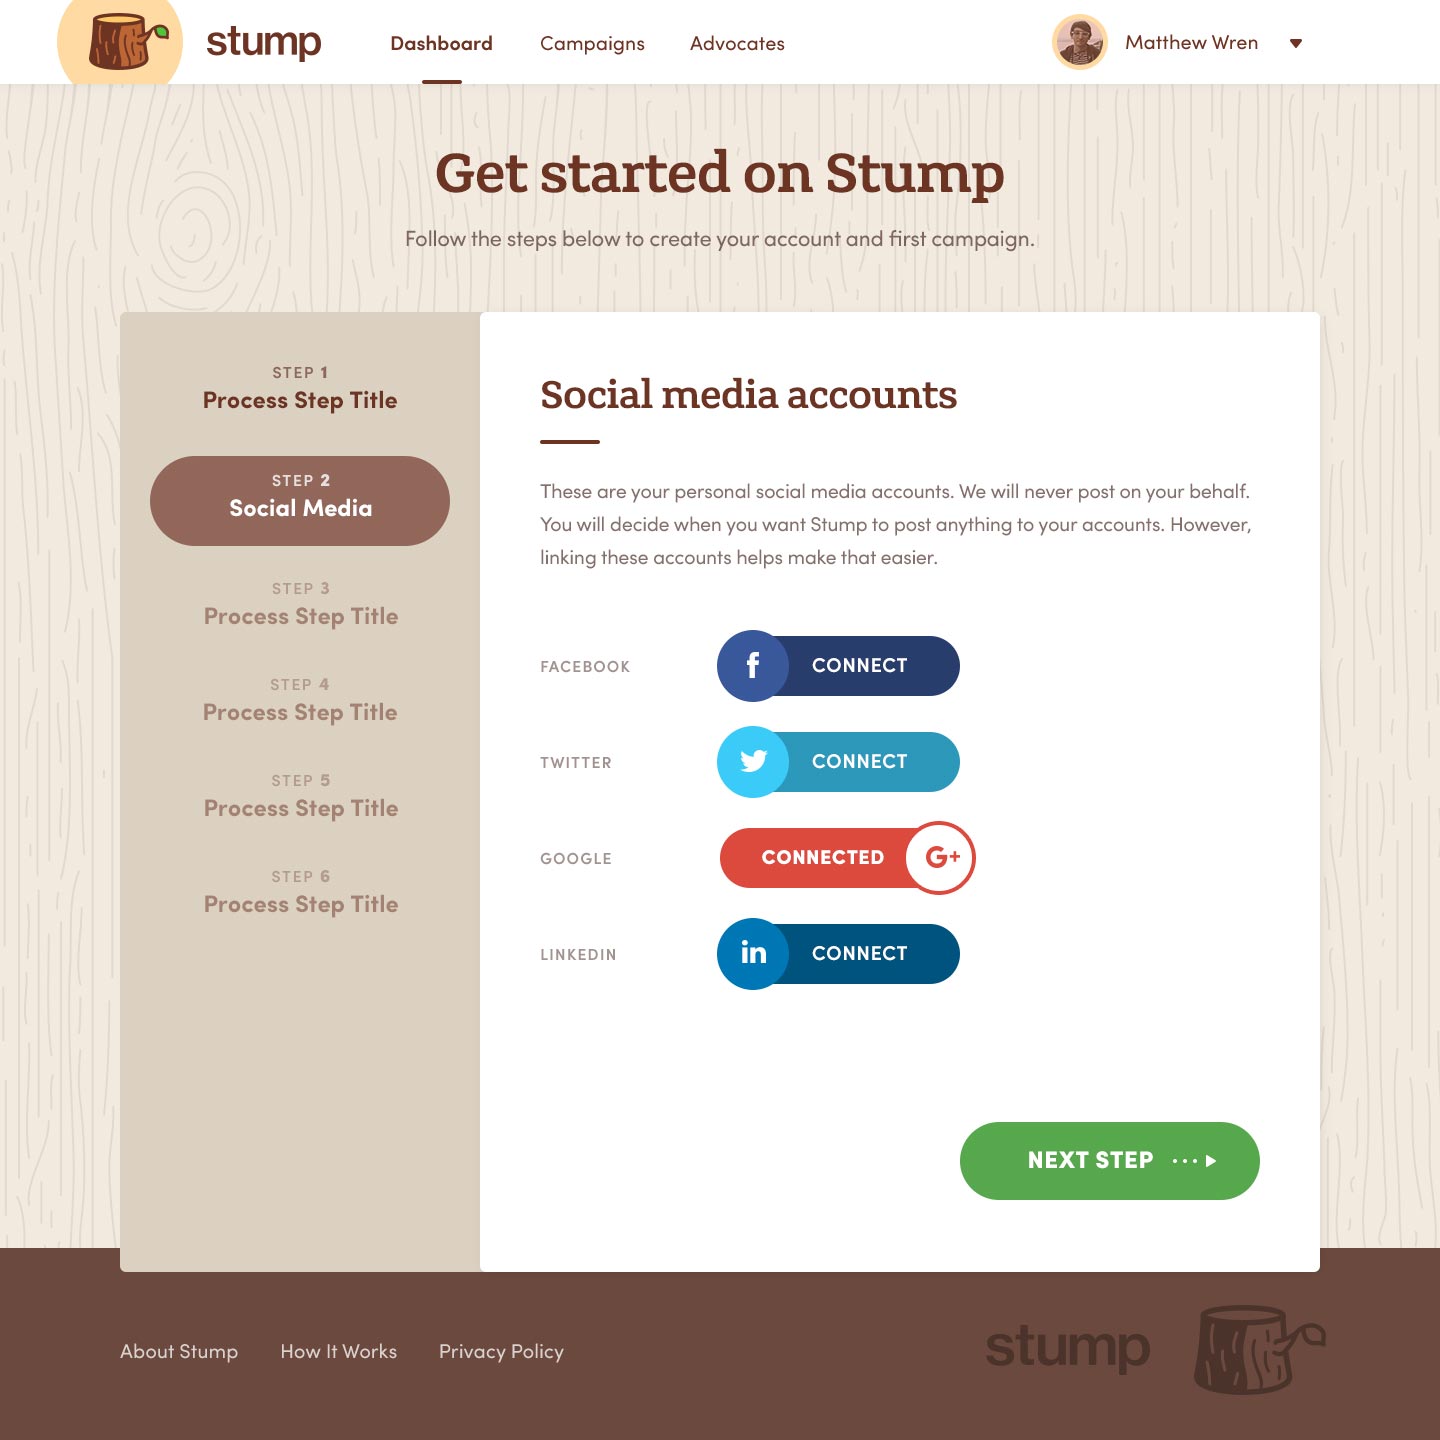 stump
Dashboard
Campaigns
Advocates
Matthew Wren
Get started on Stump
Follow the steps below to create your account and first campaign.
STEP 1
Process Step Title
STEP 2
Social Media
STEP 3
Process Step Title
STEP 4
Process Step Title
STEP 5
Process Step Title
STEP 6
Process Step Title
Social media accounts
These are your personal social media accounts. We will never post on your behalf.
You will decide when you want Stump to post anything to your accounts. However,
linking these accounts helps make that easier.
FACEBOOK
f
CONNECT
TWITTER
CONNECT
GOOGLE
CONNECTED
G+
LINKEDIN
in
CONNECT
NEXT STEP
About Stump
How It Works
Privacy Policy
stump